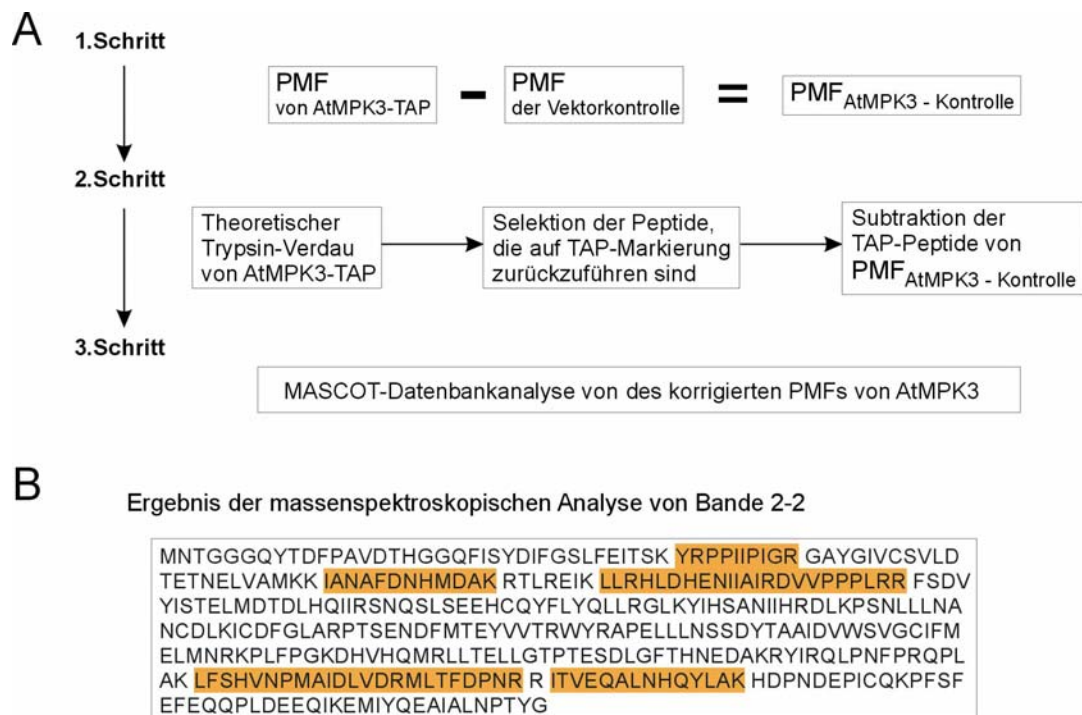 A
1.Schritt
PMF
von AtMPK3-TAP
-
PMF
der Vektorkontrolle
=
PMF AtMPK3 - Kontrolle
2.Schritt
Theoretischer
Trypsin-Verdau
von AtMPK3-TAP
Selektion der Peptide,
die auf TAP-Markierung
zurückzuführen sind
Subtraktion der
TAP-Peptide von
PMF AtMPK3 - Kontrolle
3.Schritt
MASCOT-Datenbankanalyse von des korrigierten PMFs von AtMPK3
B
Ergebnis der massenspektroskopischen Analyse von Bande 2-2
MNTGGGQYTDFPAVDTHGGQFISYDIFGSLFEITSK YRPPIIPIGR GAYGIVCSVLD
TETNELVAMKK IANAFDNHMDAK RTLREIK LLRHLDHENIIAIRDVVPPPLRR FSDV
YISTELMDTDLHQIIRSNQSLSEEHCQYFLYQLLRGLKYIHSANIIHRDLKPSNLLLNA
NCDLKICDFGLARPTSENDFMTEYVVTRWYRAPELLLNSSDYTAAIDVWSVGCIFM
ELMNRKPLFPGKDHVHQMRLLTELLGTPTESDLGFTHNEDAKRYIRQLPNFPRQPL
AK LFSHVNPMAIDLVDRMLTFDPNR R ITVEQALNHQYLAK HDPNDEPICQKPFSF
EFEQQPLDEEQIKEMIYQEAIALNPTYG